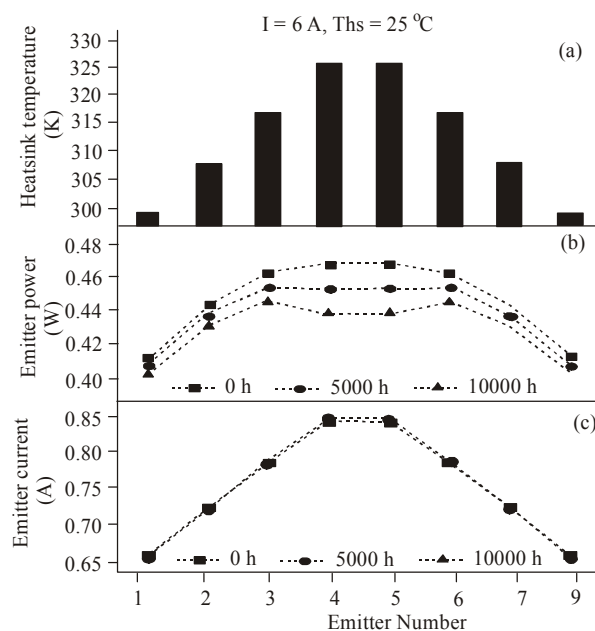 I = 6 A, Ths = 25 °C
(a)
Heatsink temperature
(K)
330
325
320
315
310
305
300
(b)
Emitter power
(W)
0.48
0.46
0.44
0.42
0.40
0 h
5000 h
10000 h
(c)
Emitter current
(A)
0.85
0.80
0.75
0.70
0.65
0 h
5000 h
10000 h
1 2 3 4 5 6 7 9
Emitter Number